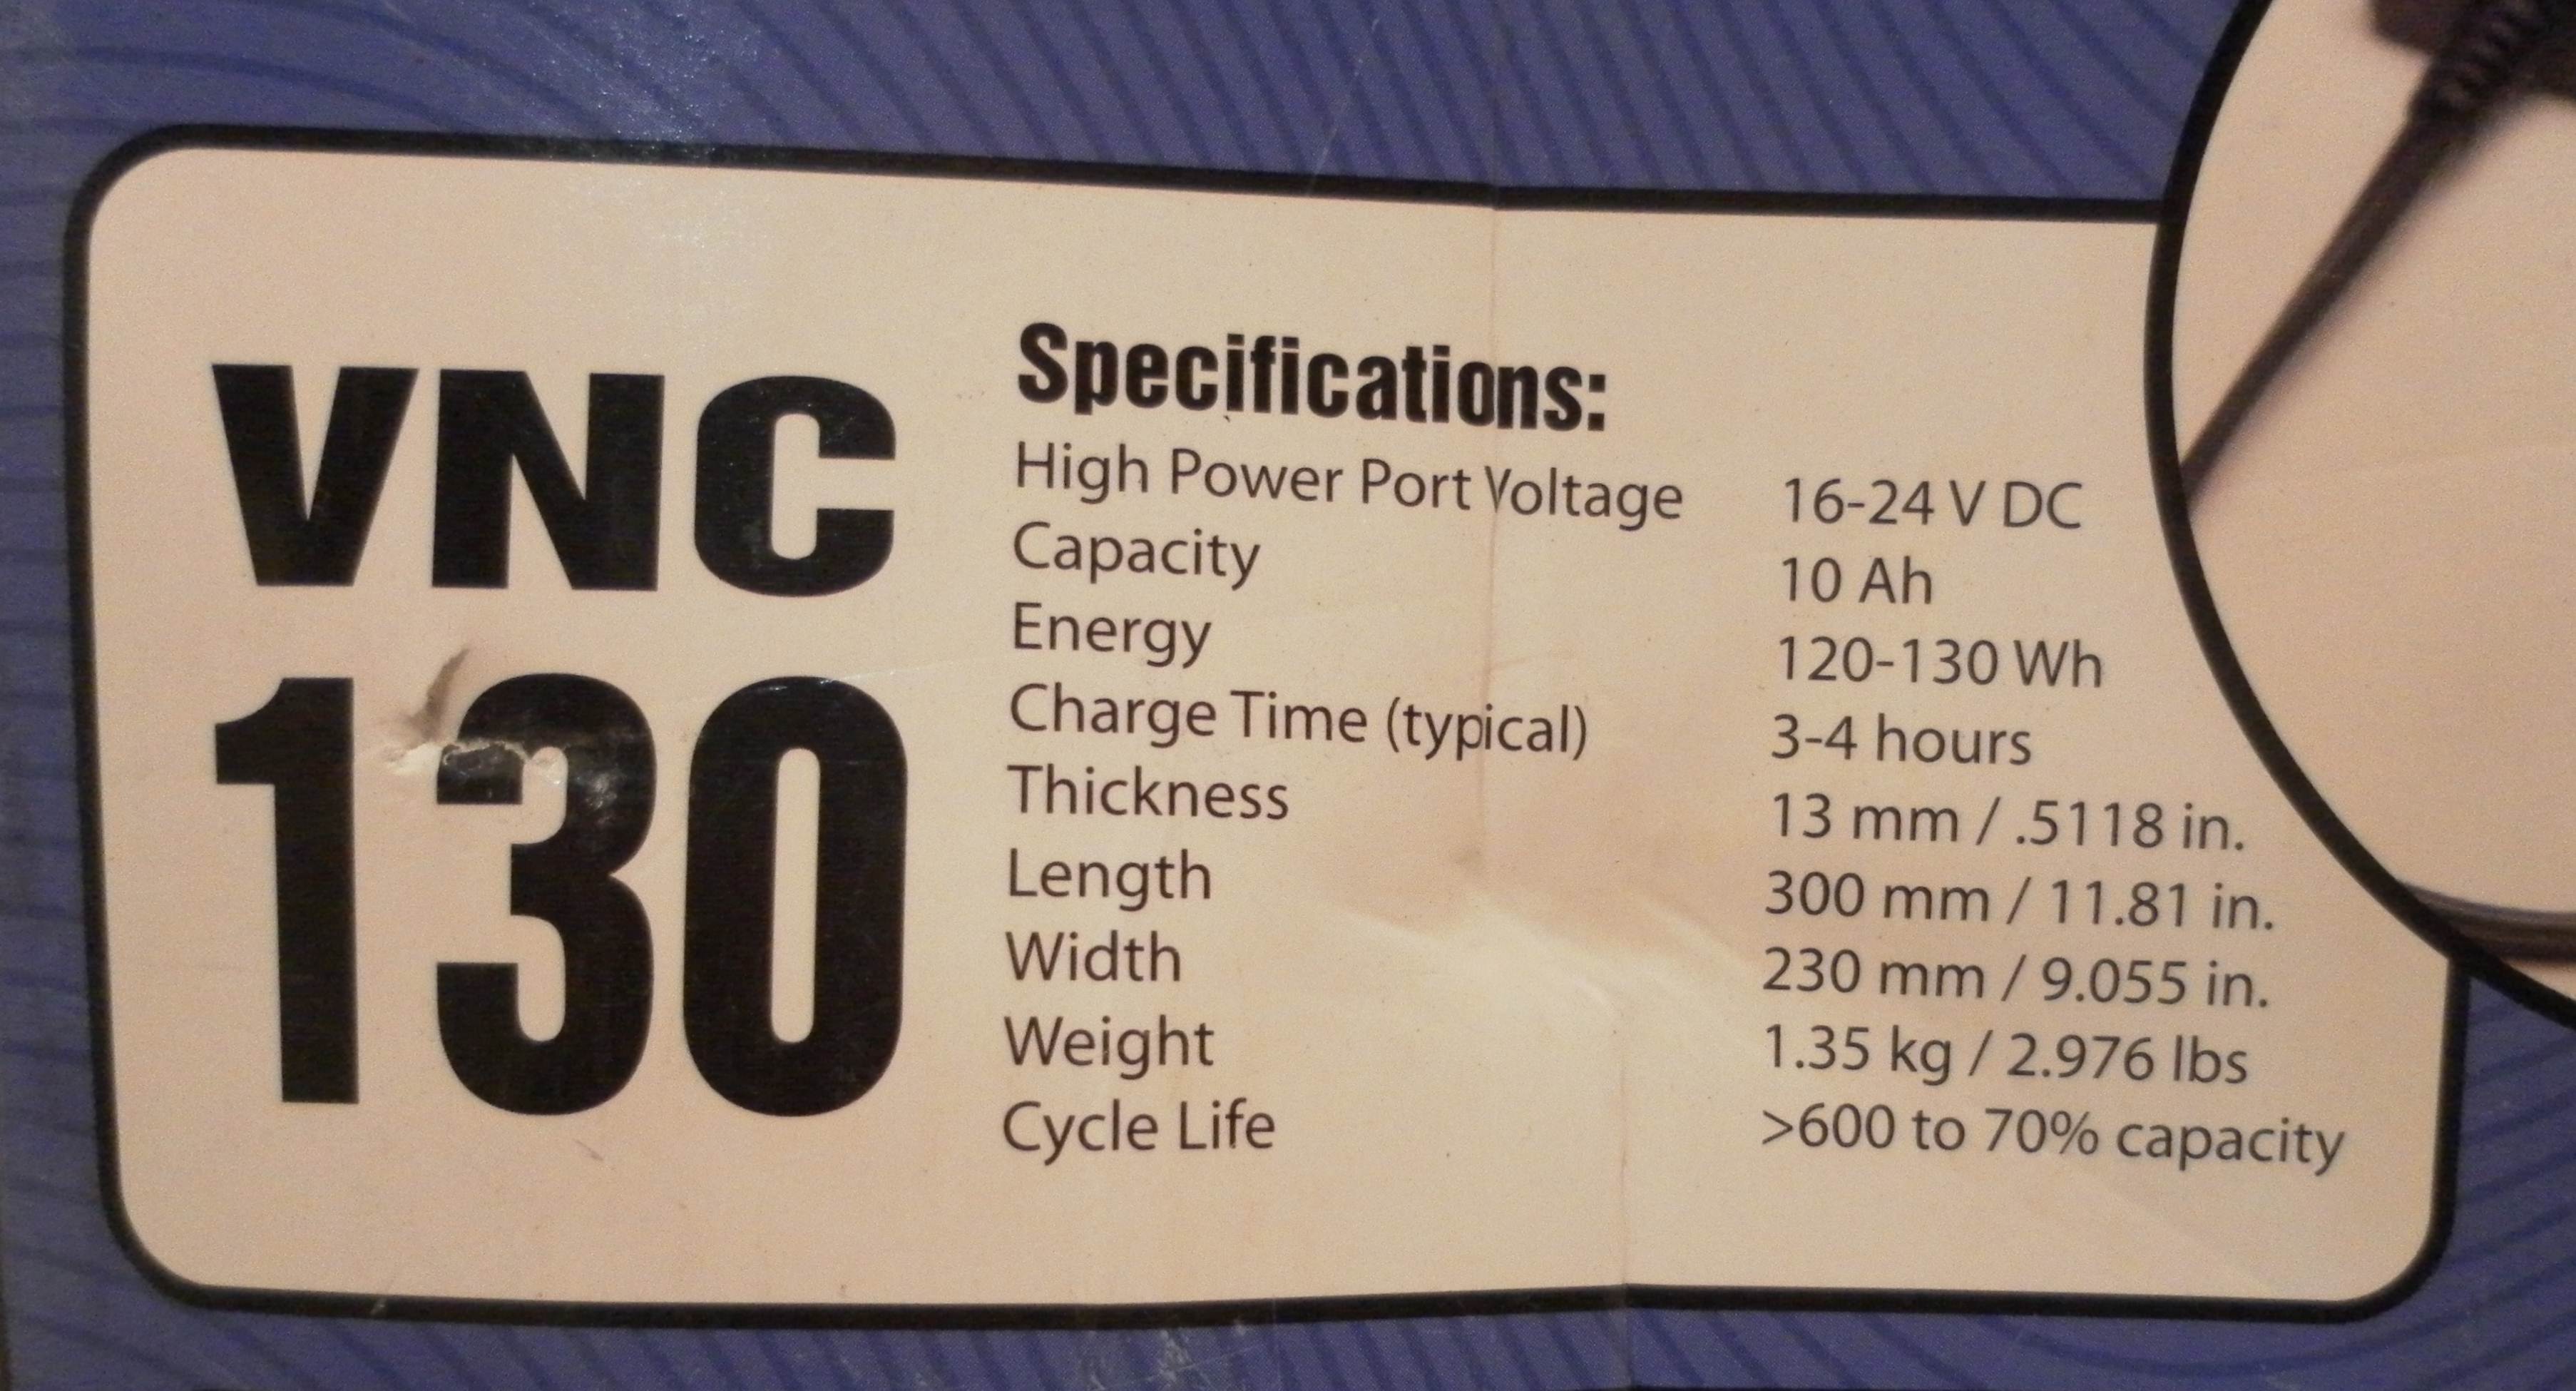 VNC
130
Specifications:
High Power Port Voltage 16-24 V DC
Capacity 10 Ah
Energy 120-130 Wh
Charge Time (typical) 3-4 hours
Thickness 13 mm / .5118 in.
Length 300 mm / 11.81 in.
Width 230 mm / 9.055 in.
Weight 1.35 kg / 2.976 lbs
Cycle Life >600 to 70% capacity